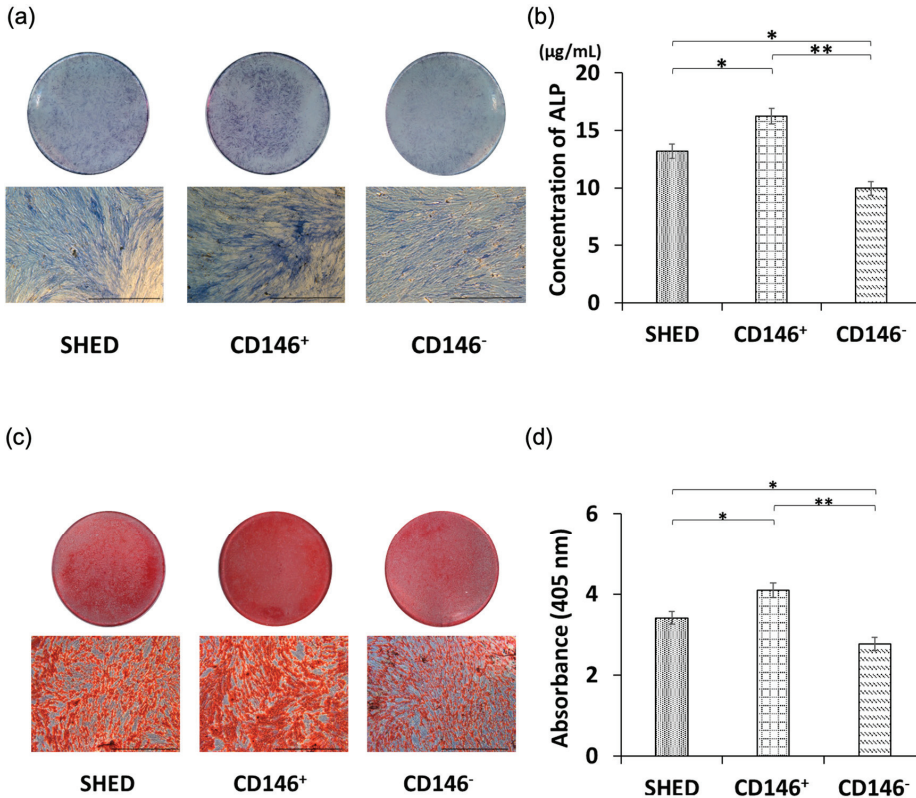 (a)
SHED
CD146⁺
CD146⁻
(b)
(µg/mL)
Concentration of ALP
20
15
10
5
0
*
*
**
SHED
CD146⁺
CD146⁻
(c)
SHED
CD146⁺
CD146⁻
(d)
Absorbance (405 nm)
6
4
2
0
*
*
**
SHED
CD146⁺
CD146⁻